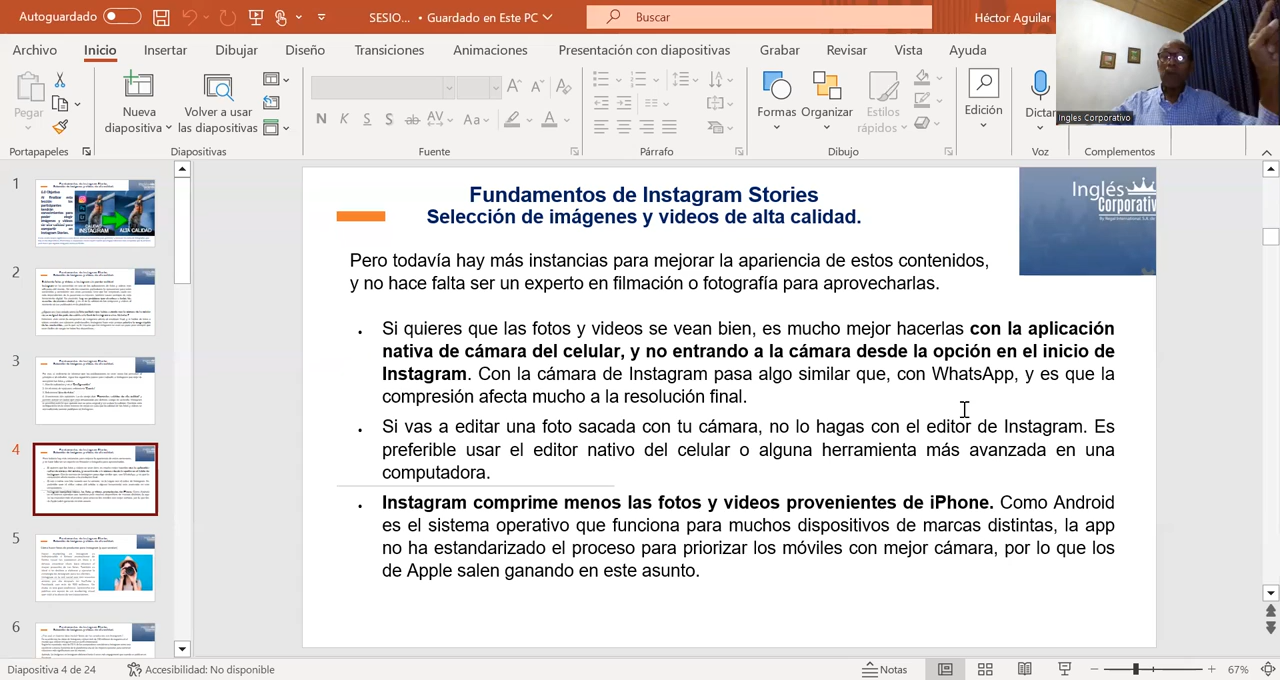 Autoguardado
SESIO... • Guardado en Este PC
Buscar
Héctor Aguilar
Archivo Inicio Insertar Dibujar Diseño Transiciones Animaciones Presentación con diapositivas Grabar Revisar Vista Ayuda
Pegar
Nueva diapositiva
Volver a usar las diapositivas
N K S S ab AV Aa A
Formas
Organizar
Estilos rápidos
Edición
Dictar
Ingles Corporativo
Portapapeles
Diapositivas
Fuente
Párrafo
Dibujo
Voz
Complementos
1
2
3
4
5
6
Fundamentos de Instagram Stories
Selección de imágenes y videos de alta calidad.
Inglés
Corporativ
Pero todavía hay más instancias para mejorar la apariencia de estos contenidos,
y no hace falta ser un experto en filmación o fotografía para aprovecharlas.
• Si quieres que las fotos y videos se vean bien, es mucho mejor hacerlas con la aplicación
nativa de cámara del celular, y no entrando a la cámara desde la opción en el inicio de
Instagram. Con la cámara de Instagram pasa algo similar que, con WhatsApp, y es que la
compresión le gana mano a la resolución final.
• Si vas a editar una foto sacada con tu cámara, no lo hagas con el editor de Instagram. Es
preferible usar el editor nativo del celular o alguna herramienta más avanzada en una
computadora.
• Instagram comprime menos las fotos y videos provenientes de iPhone. Como Android
es el sistema operativo que funciona para muchos dispositivos de marcas distintas, la app
no ha estandarizado el proceso para priorizar los móviles con mejor cámara, por lo que los
de Apple salen ganando en este asunto.
Diapositiva 4 de 24
Accesibilidad: No disponible
Notas
67%